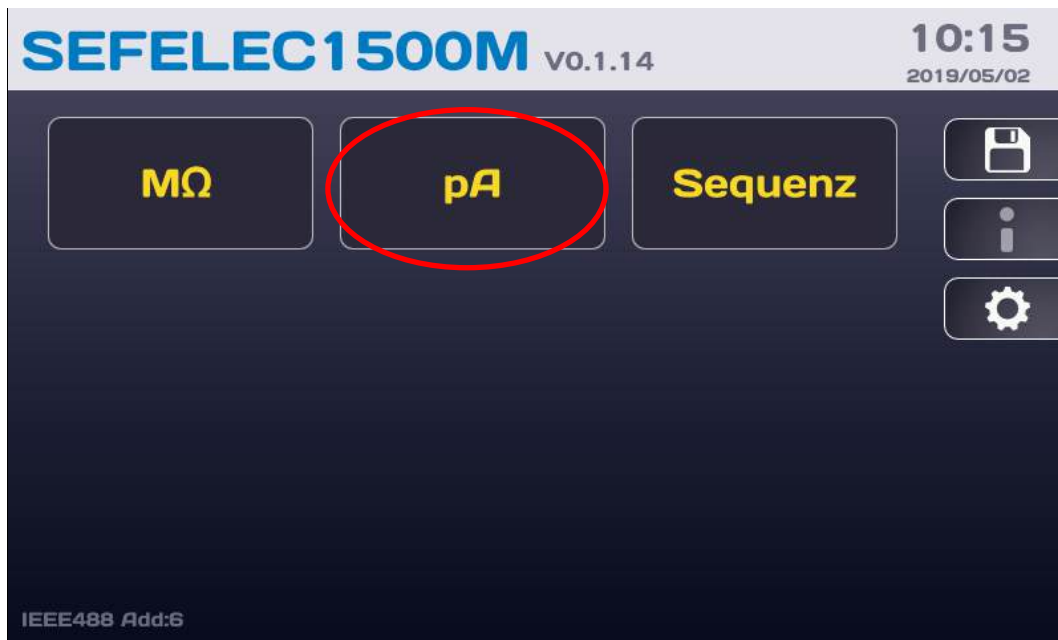 SEFELEC1500M V0.1.14
10:15
2019/05/02
MΩ
pA
Sequenz
IEEE488 Add:6